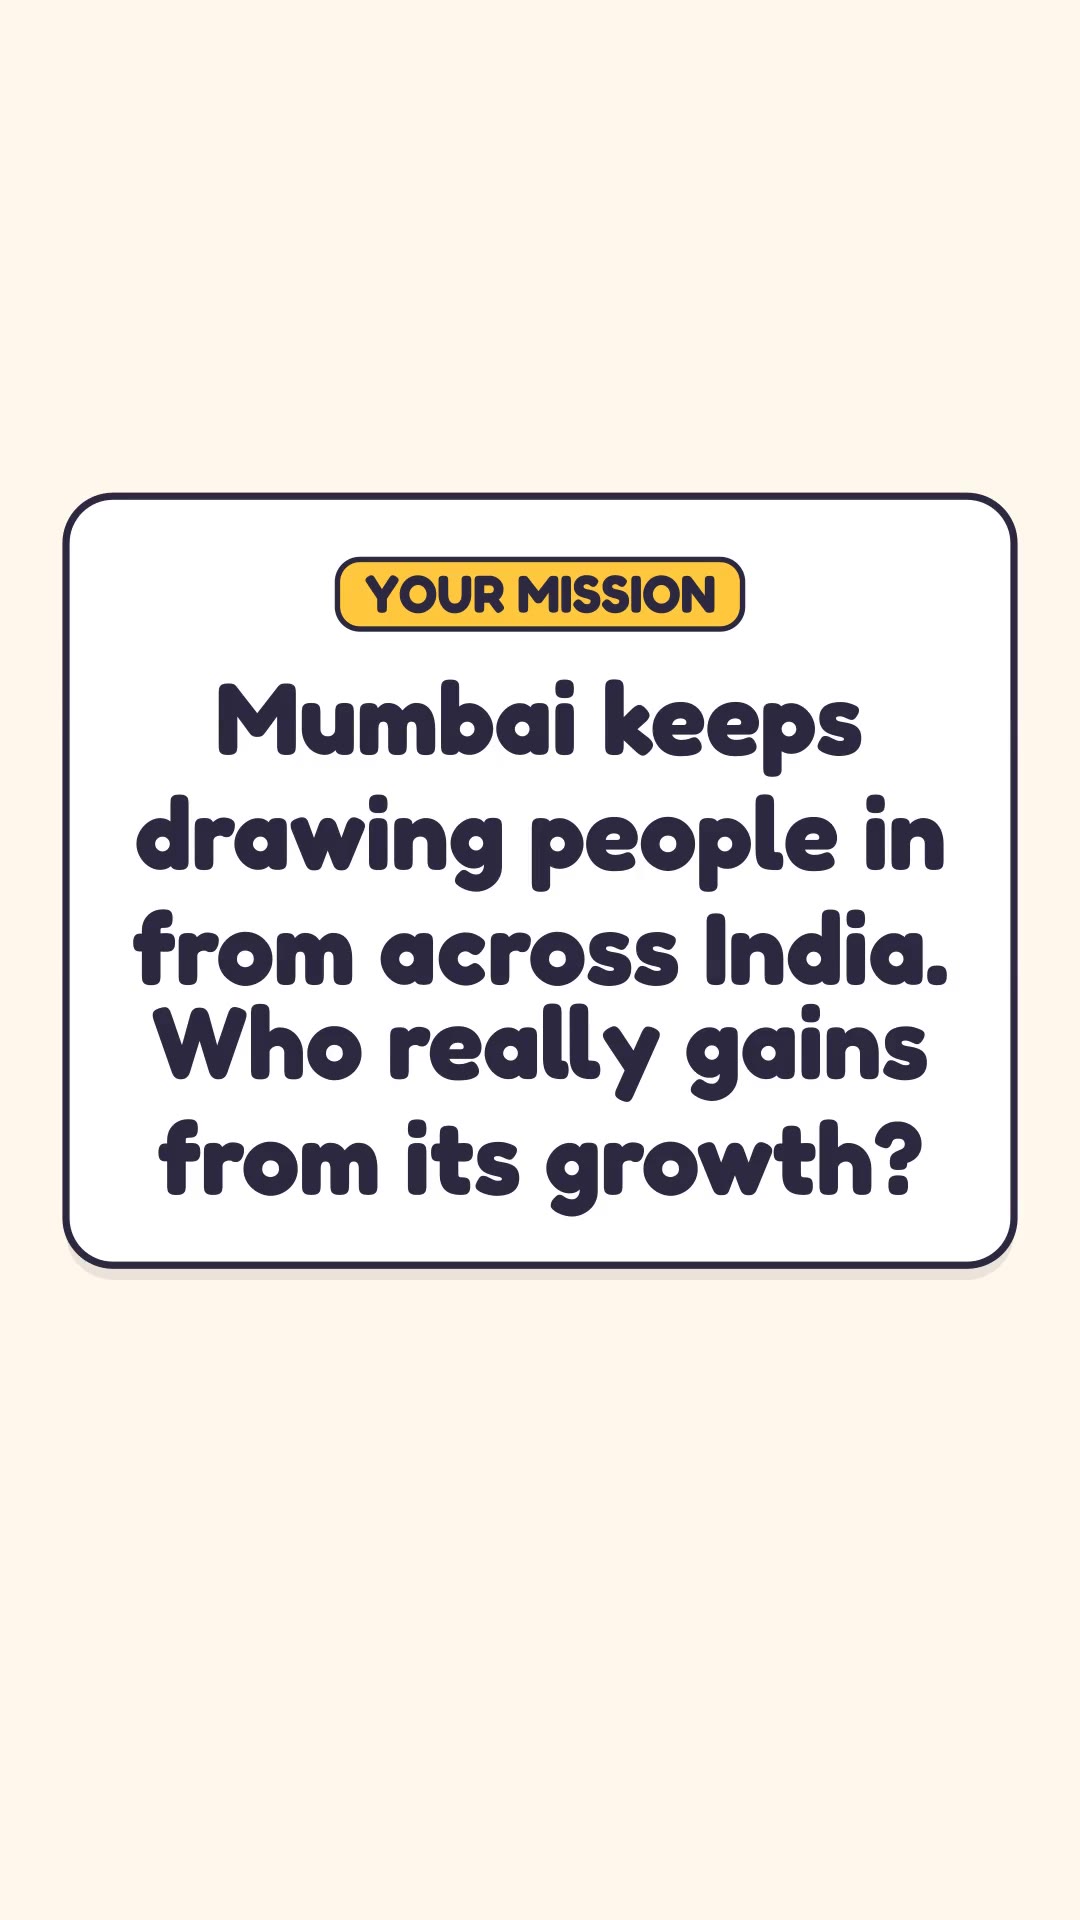 YOUR MISSION
Mumbai keeps
drawing people in
from across India.
Who really gains
from its growth?